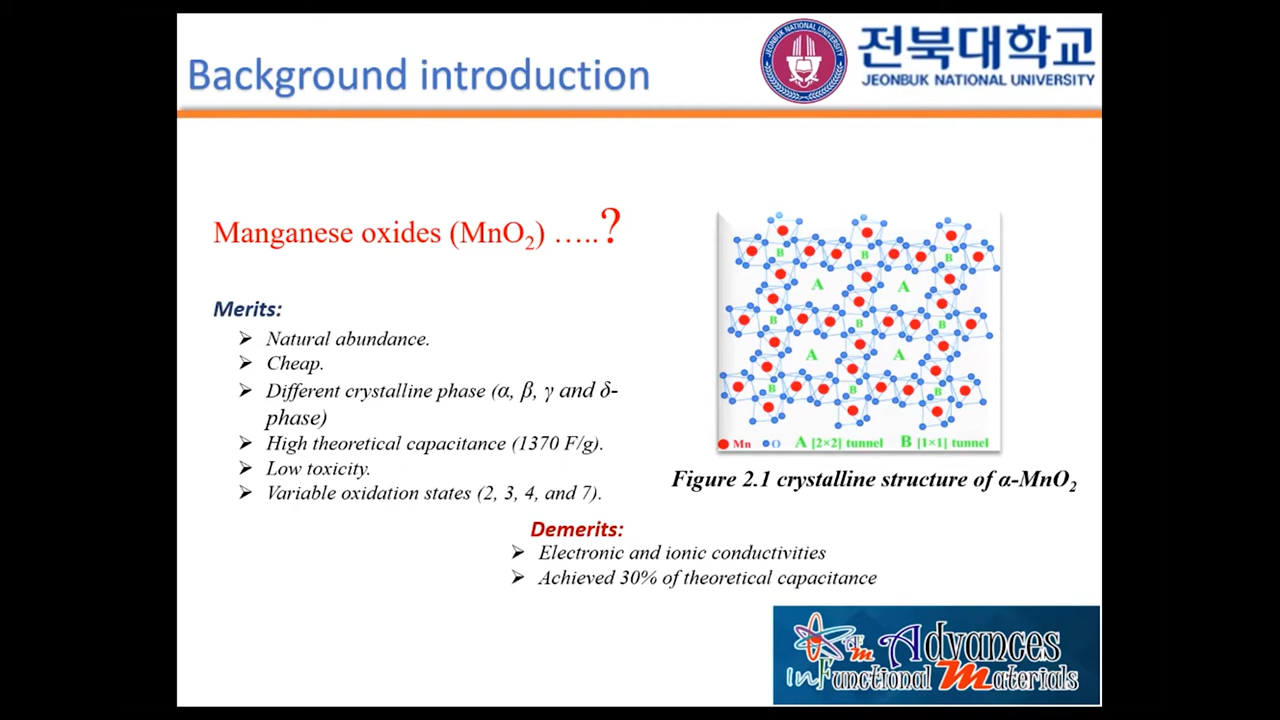 Background introduction
전북대학교
JEONBUK NATIONAL UNIVERSITY
JEONBUK NATIONAL UNIVERSITY
Manganese oxides (MnO₂) …..?
Merits:
➢ Natural abundance.
➢ Cheap.
➢ Different crystalline phase (α, β, γ and δ-
phase)
➢ High theoretical capacitance (1370 F/g).
➢ Low toxicity.
➢ Variable oxidation states (2, 3, 4, and 7).
B B B
A A
B B B
A A
B B B
Mn O A [2×2] tunnel B [1×1] tunnel
Figure 2.1 crystalline structure of α-MnO₂
Demerits:
➢ Electronic and ionic conductivities
➢ Achieved 30% of theoretical capacitance
Advances
in Functional Materials